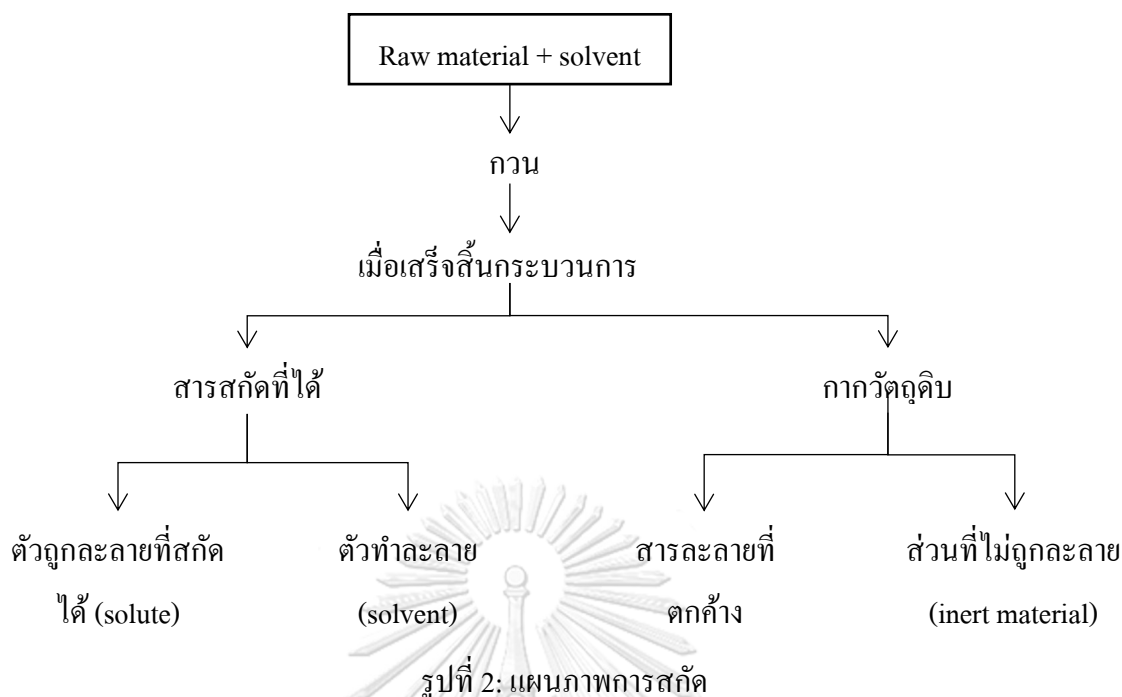 Raw material + solvent
กวน
เมื่อเสร็จสิ้นกระบวนการ
สารสกัดที่ได้
กากวัตถุดิบ
ตัวถูกละลายที่สกัด
ได้ (solute)
ตัวทำละลาย
(solvent)
สารละลายที่
ตกค้าง
ส่วนที่ไม่ถูกละลาย
(inert material)
รูปที่ 2: แผนภาพการสกัด